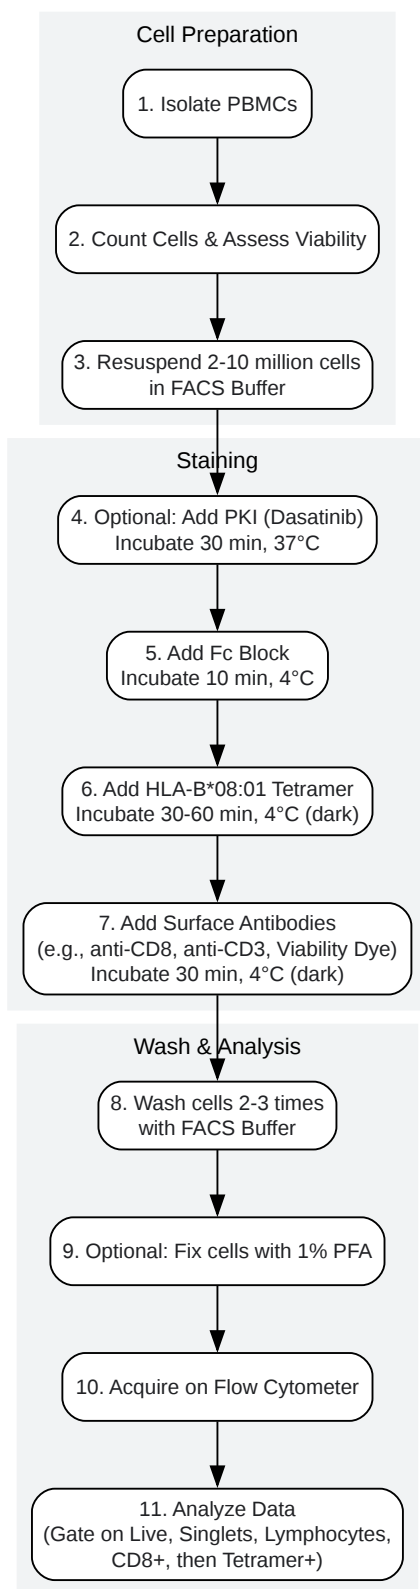 Cell Preparation
1. Isolate PBMCs
2. Count Cells & Assess Viability
3. Resuspend 2-10 million cells
in FACS Buffer
Staining
4. Optional: Add PKI (Dasatinib)
Incubate 30 min, 37°C
5. Add Fc Block
Incubate 10 min, 4°C
6. Add HLA-B*08:01 Tetramer
Incubate 30-60 min, 4°C (dark)
7. Add Surface Antibodies
(e.g., anti-CD8, anti-CD3, Viability Dye)
Incubate 30 min, 4°C (dark)
Wash & Analysis
8. Wash cells 2-3 times
with FACS Buffer
9. Optional: Fix cells with 1% PFA
10. Acquire on Flow Cytometer
11. Analyze Data
(Gate on Live, Singlets, Lymphocytes,
CD8+, then Tetramer+)